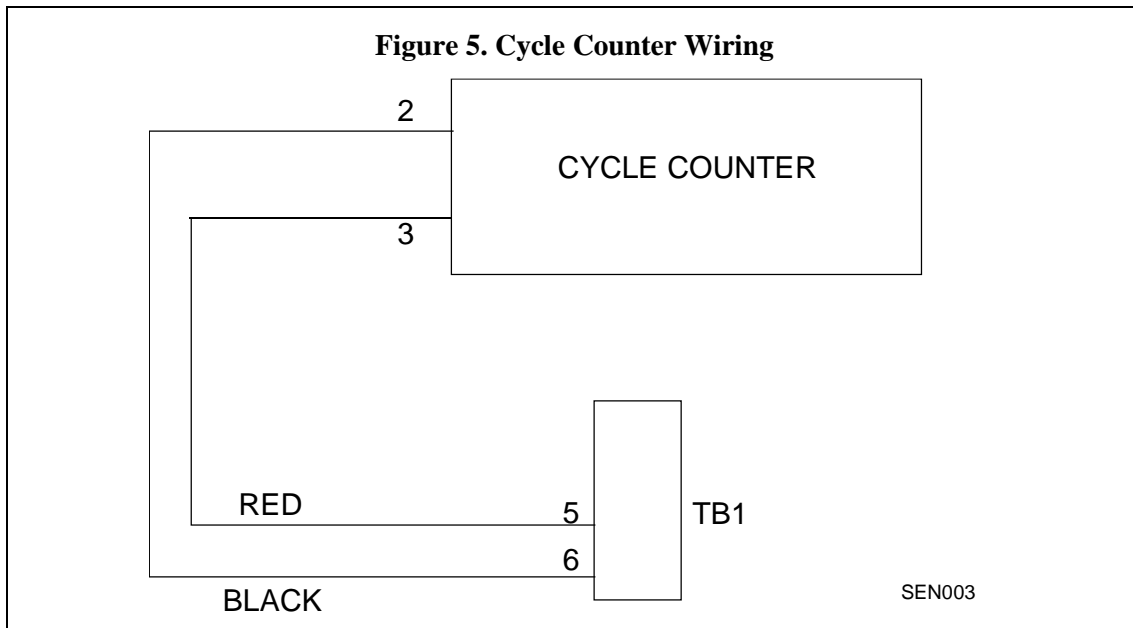 Figure 5. Cycle Counter Wiring
2
CYCLE COUNTER
3
RED
5
TB1
6
BLACK
SEN003